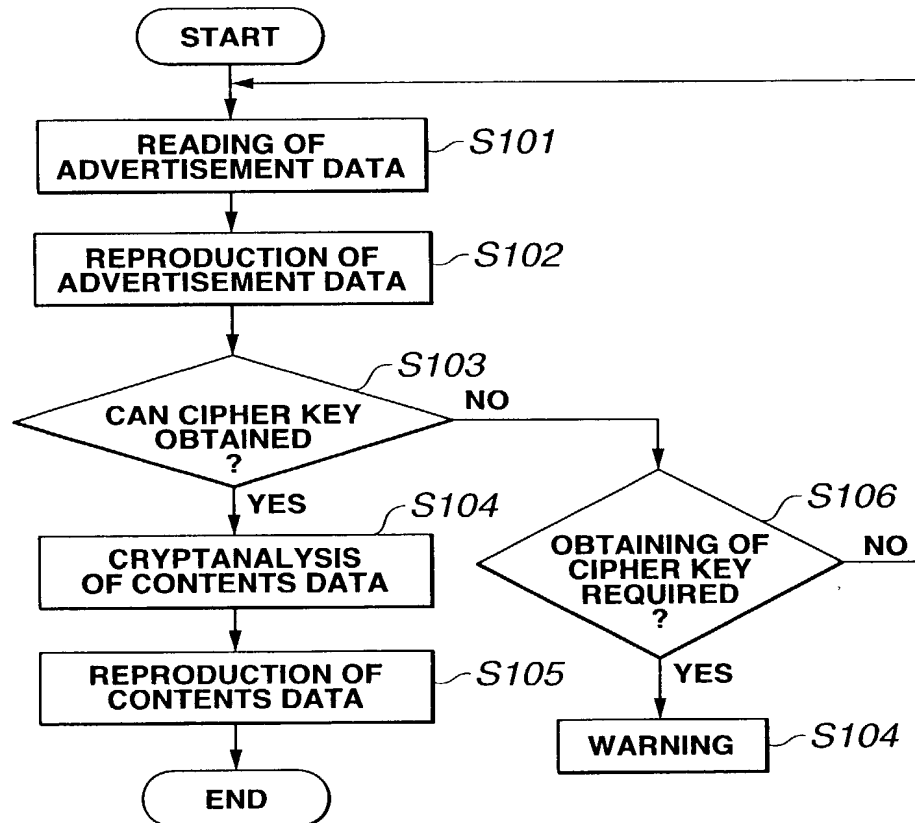 START
READING OF
ADVERTISEMENT DATA
S101
REPRODUCTION OF
ADVERTISEMENT DATA
S102
S103
CAN CIPHER KEY
OBTAINED
?
NO
YES
S104
CRYPTANALYSIS
OF CONTENTS DATA
S106
OBTAINING OF
CIPHER KEY
REQUIRED
?
NO
YES
REPRODUCTION OF
CONTENTS DATA
S105
WARNING
S104
END